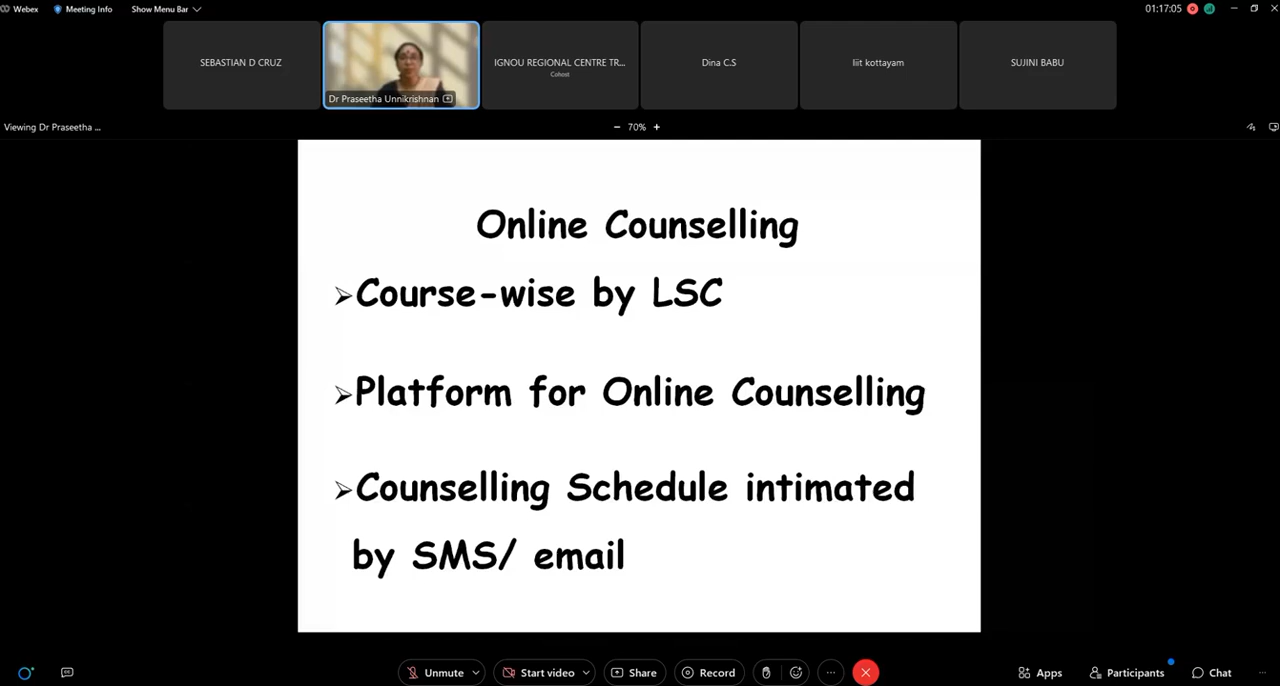 Webex Meeting Info Show Menu Bar 01:17:05
SEBASTIAN D CRUZ
Dr Praseetha Unnikrishnan
IGNOU REGIONAL CENTRE TR...
Cohost
Dina C.S
liit kottayam
SUJINI BABU
Viewing Dr Praseetha ...
70%
Online Counselling
➢Course-wise by LSC
➢Platform for Online Counselling
➢Counselling Schedule intimated
by SMS/ email
Unmute Start video Share Record Apps Participants Chat